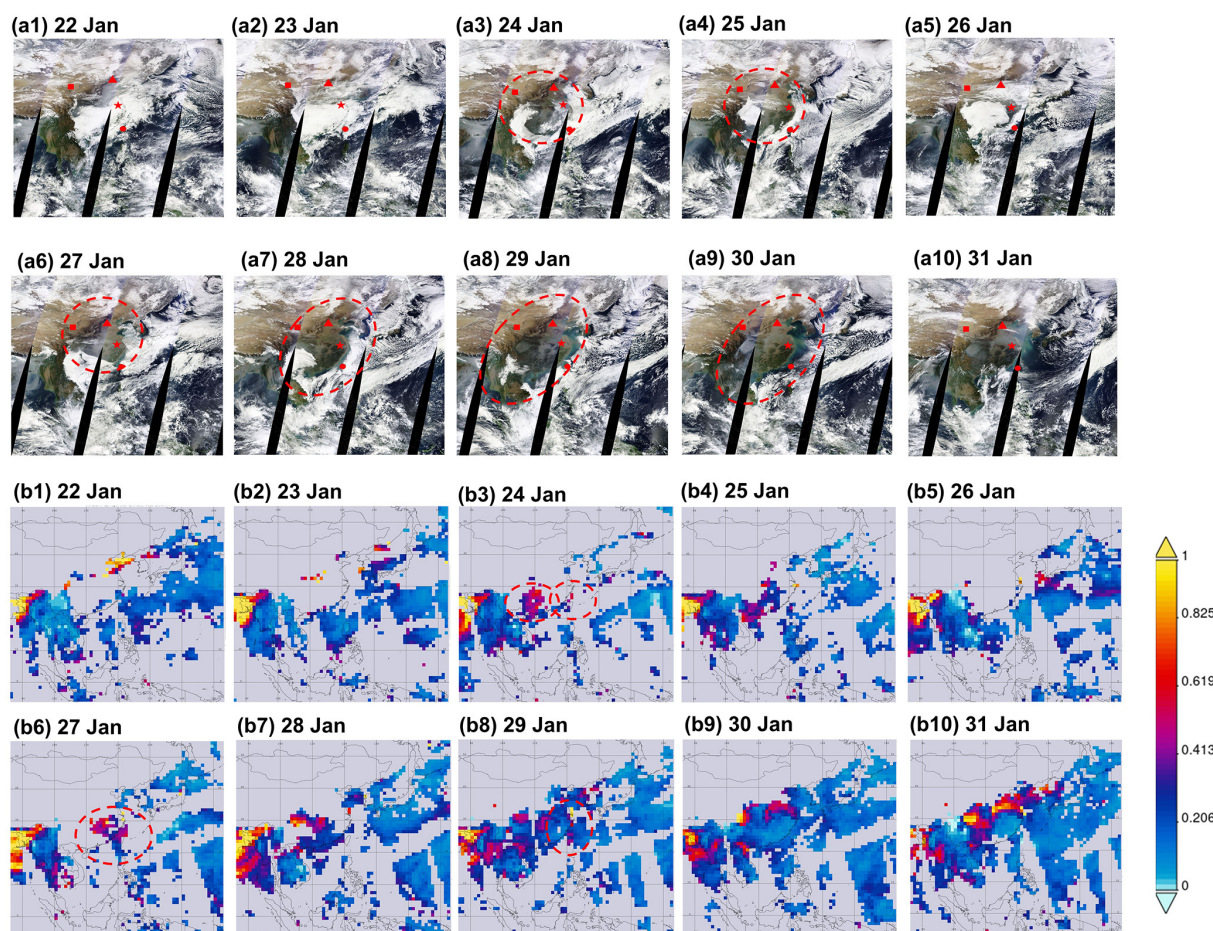 (a1) 22 Jan
(a2) 23 Jan
(a3) 24 Jan
(a4) 25 Jan
(a5) 26 Jan
(a6) 27 Jan
(a7) 28 Jan
(a8) 29 Jan
(a9) 30 Jan
(a10) 31 Jan
(b1) 22 Jan
(b2) 23 Jan
(b3) 24 Jan
(b4) 25 Jan
(b5) 26 Jan
1
0.825
0.619
0.413
0.206
0
(b6) 27 Jan
(b7) 28 Jan
(b8) 29 Jan
(b9) 30 Jan
(b10) 31 Jan